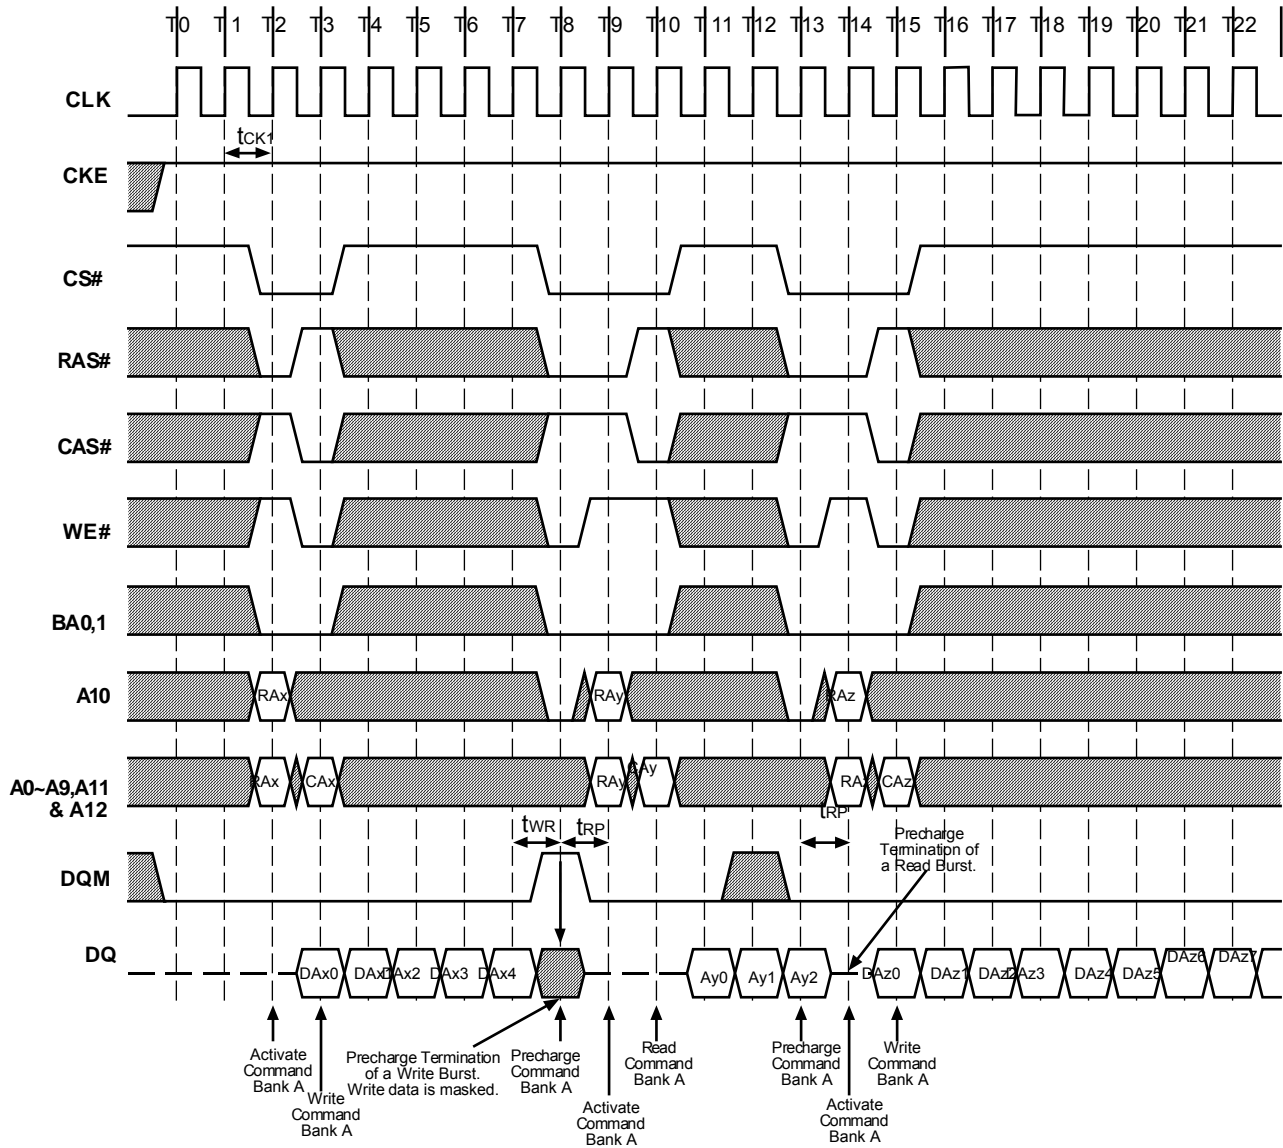 T0 T1 T2 T3 T4 T5 T6 T7 T8 T9 T10 T11 T12 T13 T14 T15 T16 T17 T18 T19 T20 T21 T22
CLK
tCK1
CKE
CS#
RAS#
CAS#
WE#
BA0,1
A10
RAx RAy RAz
A0~A9,A11
& A12
RAx CAx RAy CAy RAz CAz
tWR tRP tRP
Precharge
Termination of
a Read Burst.
DQM
DQ
DAx0 DAx1 DAx2 DAx3 DAx4 Ay0 Ay1 Ay2 DAz0 DAz1 DAz2 DAz3 DAz4 DAz5 DAz6 DAz7
Activate
Command
Bank A
Write
Command
Bank A
Precharge Termination
of a Write Burst.
Write data is masked.
Precharge
Command
Bank A
Activate
Command
Bank A
Read
Command
Bank A
Precharge
Command
Bank A
Activate
Command
Bank A
Write
Command
Bank A